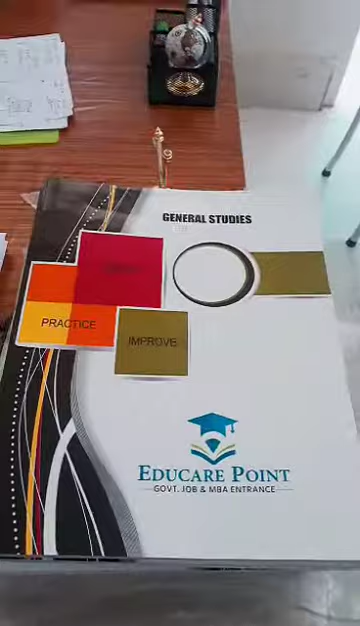 GENERAL STUDIES
PRACTICE
IMPROVE
EDUCARE POINT
GOVT. JOB & MBA ENTRANCE